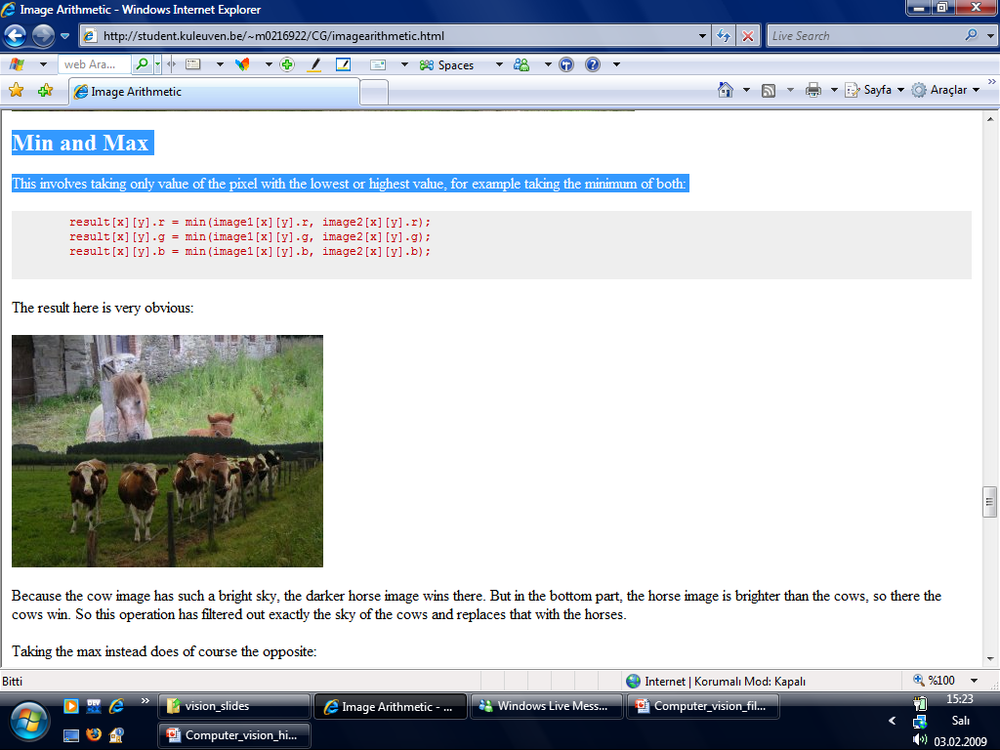 Image Arithmetic - Windows Internet Explorer
http://student.kuleuven.be/~m0216922/CG/imagearithmetic.html
Live Search
web Ara...
Spaces
Image Arithmetic
Sayfa
Araçlar
Min and Max
This involves taking only value of the pixel with the lowest or highest value, for example taking the minimum of both:
result[x][y].r = min(image1[x][y].r, image2[x][y].r);
result[x][y].g = min(image1[x][y].g, image2[x][y].g);
result[x][y].b = min(image1[x][y].b, image2[x][y].b);
The result here is very obvious:
Because the cow image has such a bright sky, the darker horse image wins there. But in the bottom part, the horse image is brighter than the cows, so there the
cows win. So this operation has filtered out exactly the sky of the cows and replaces that with the horses.
Taking the max instead does of course the opposite:
Bitti
Internet | Korumalı Mod: Kapalı
%100
vision_slides
Image Arithmetic - ...
Windows Live Mess...
Computer_vision_fil...
15:23
Salı
Computer_vision_hi...
03.02.2009